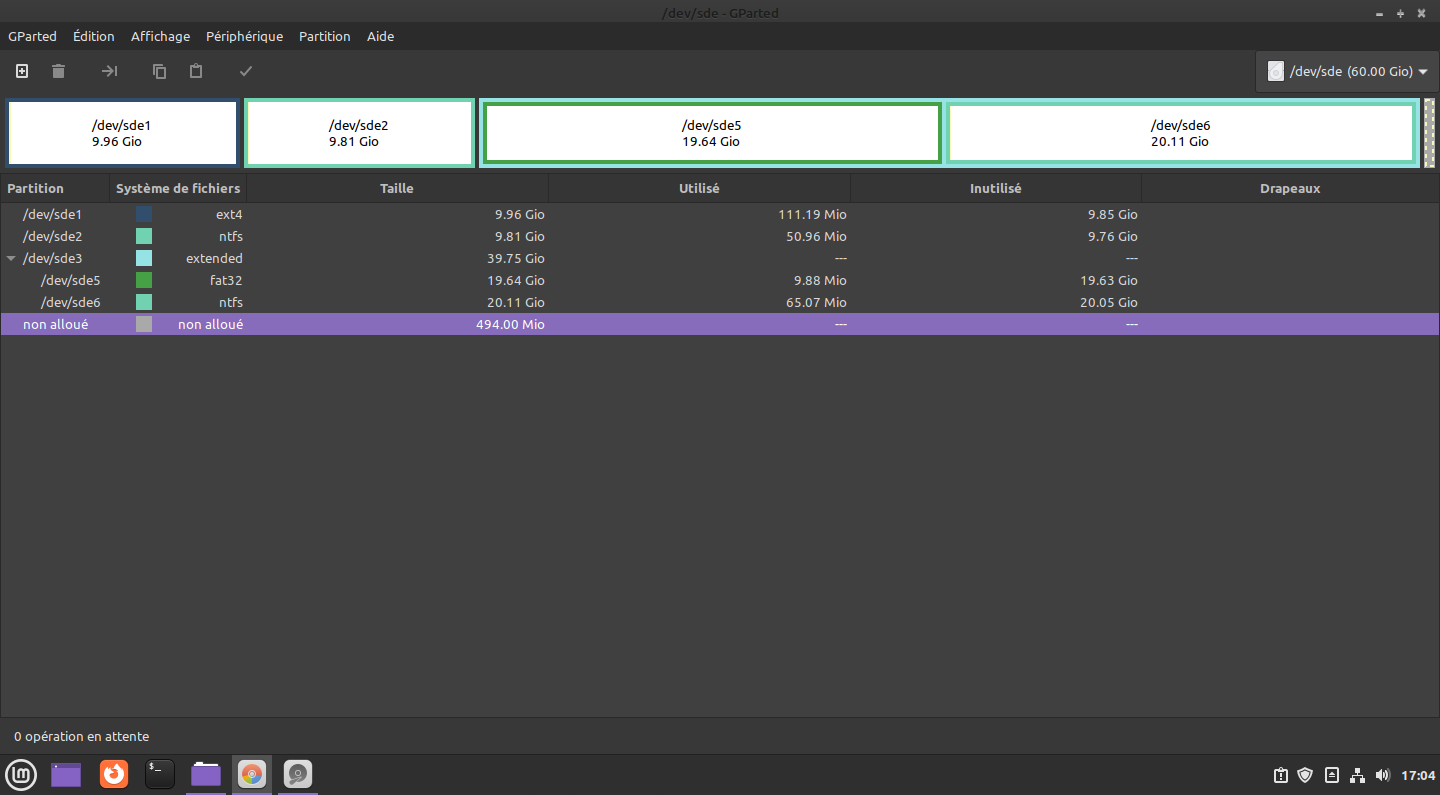 /dev/sde - GParted
GParted Édition Affichage Périphérique Partition Aide
/dev/sde (60.00 Gio)
/dev/sde1
9.96 Gio
/dev/sde2
9.81 Gio
/dev/sde5
19.64 Gio
/dev/sde6
20.11 Gio
Partition Système de fichiers Taille Utilisé Inutilisé Drapeaux
/dev/sde1 ext4 9.96 Gio 111.19 Mio 9.85 Gio
/dev/sde2 ntfs 9.81 Gio 50.96 Mio 9.76 Gio
/dev/sde3 extended 39.75 Gio --- ---
/dev/sde5 fat32 19.64 Gio 9.88 Mio 19.63 Gio
/dev/sde6 ntfs 20.11 Gio 65.07 Mio 20.05 Gio
non alloué non alloué 494.00 Mio --- ---
0 opération en attente
$_
17:04